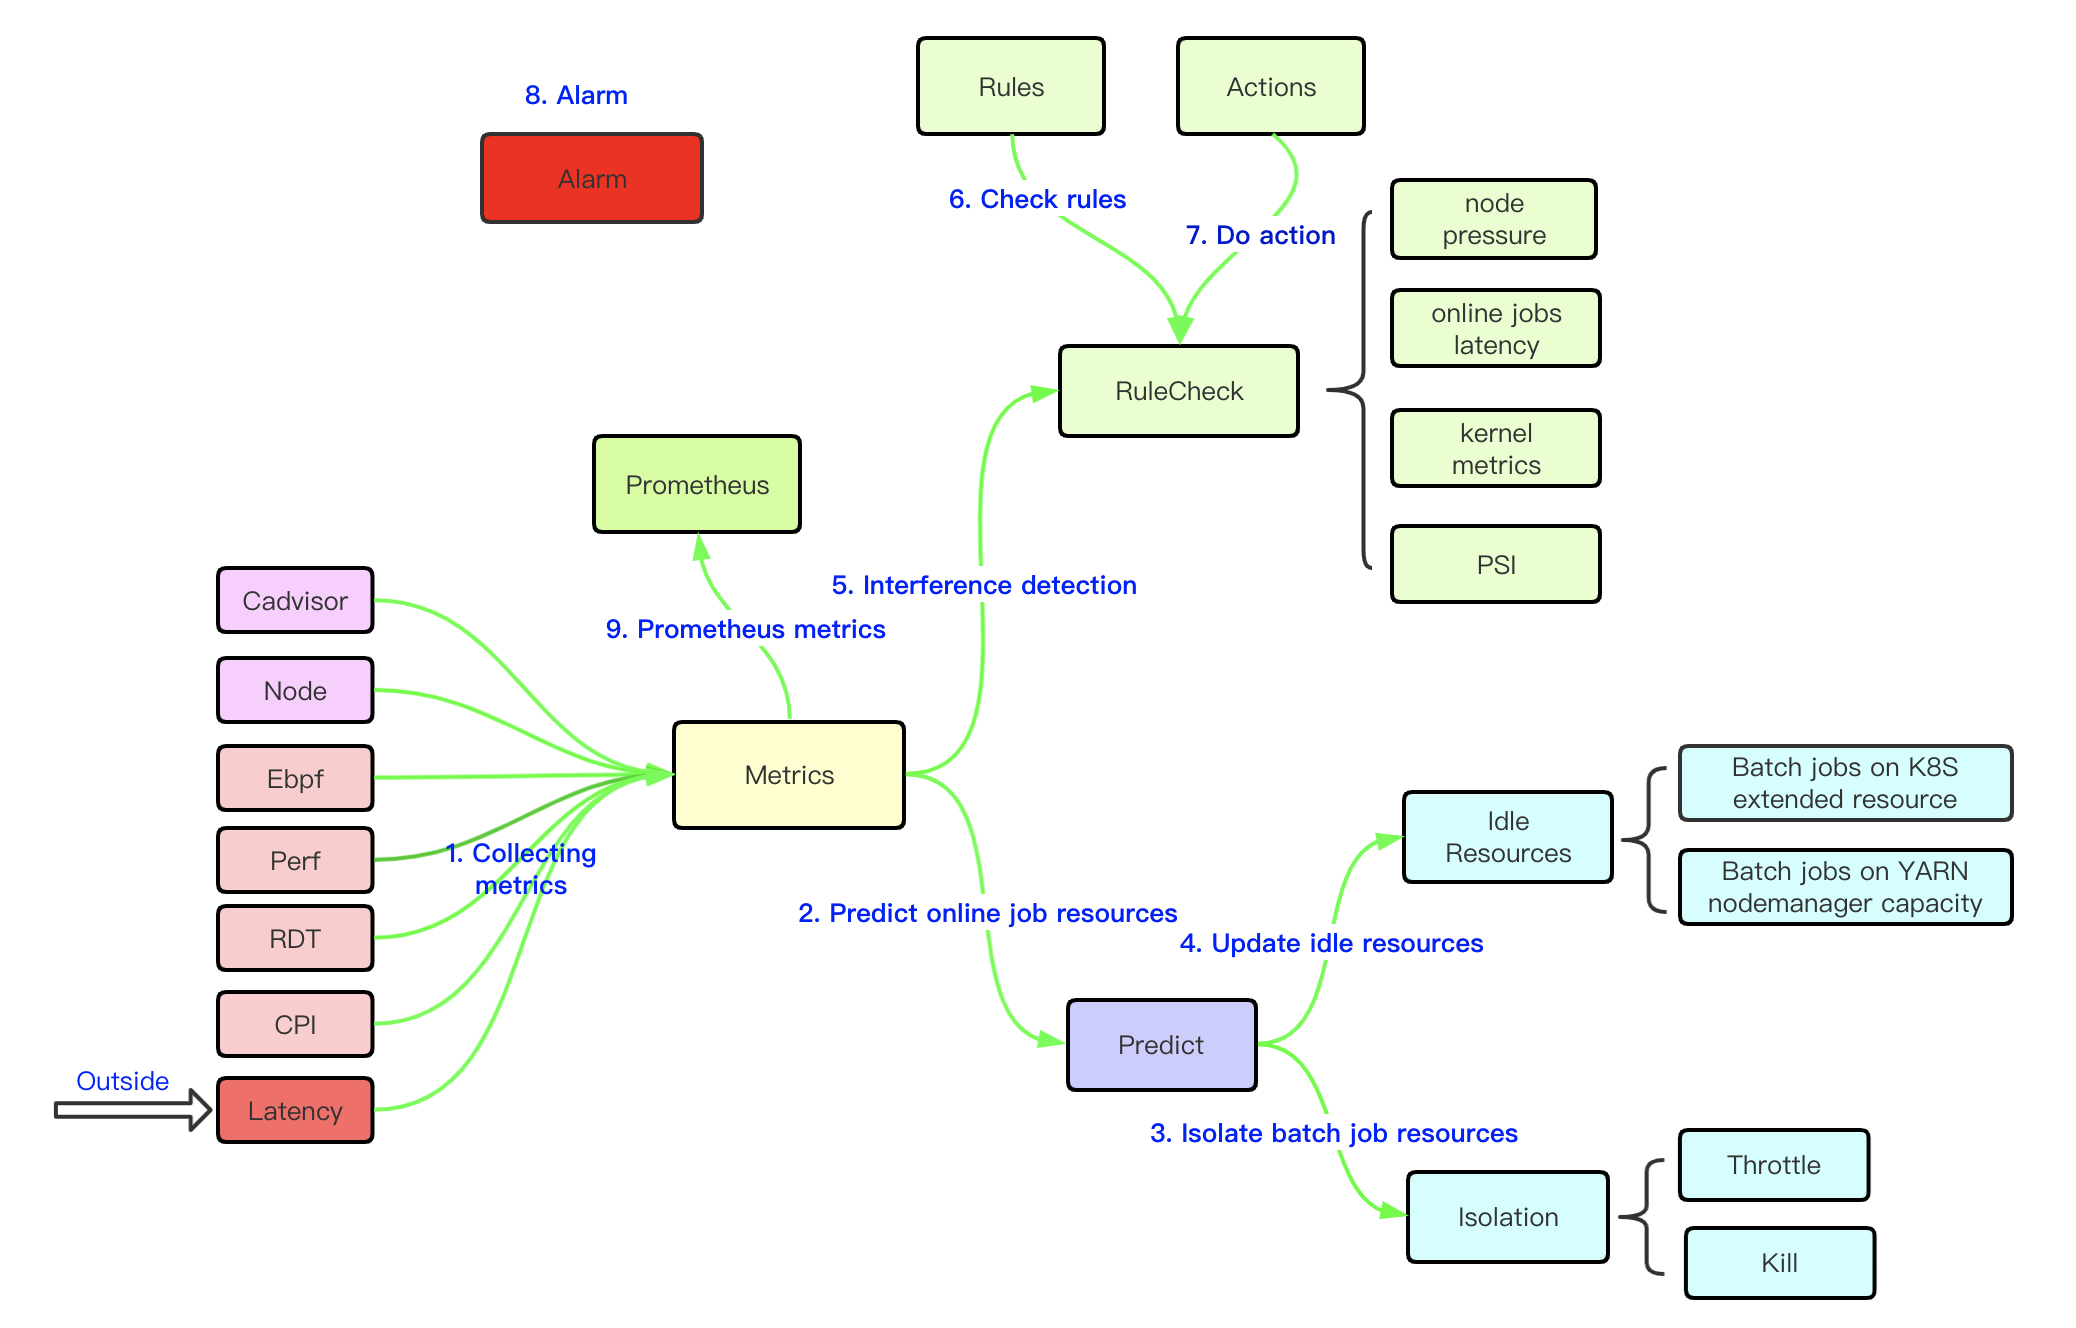 8. Alarm
Alarm
Rules
Actions
6. Check rules
7. Do action
RuleCheck
node
pressure
online jobs
latency
kernel
metrics
PSI
Prometheus
9. Prometheus metrics
5. Interference detection
Cadvisor
Node
Ebpf
Perf
RDT
CPI
Outside
Latency
1. Collecting
metrics
Metrics
2. Predict online job resources
Predict
4. Update idle resources
Idle
Resources
Batch jobs on K8S
extended resource
Batch jobs on YARN
nodemanager capacity
3. Isolate batch job resources
Isolation
Throttle
Kill